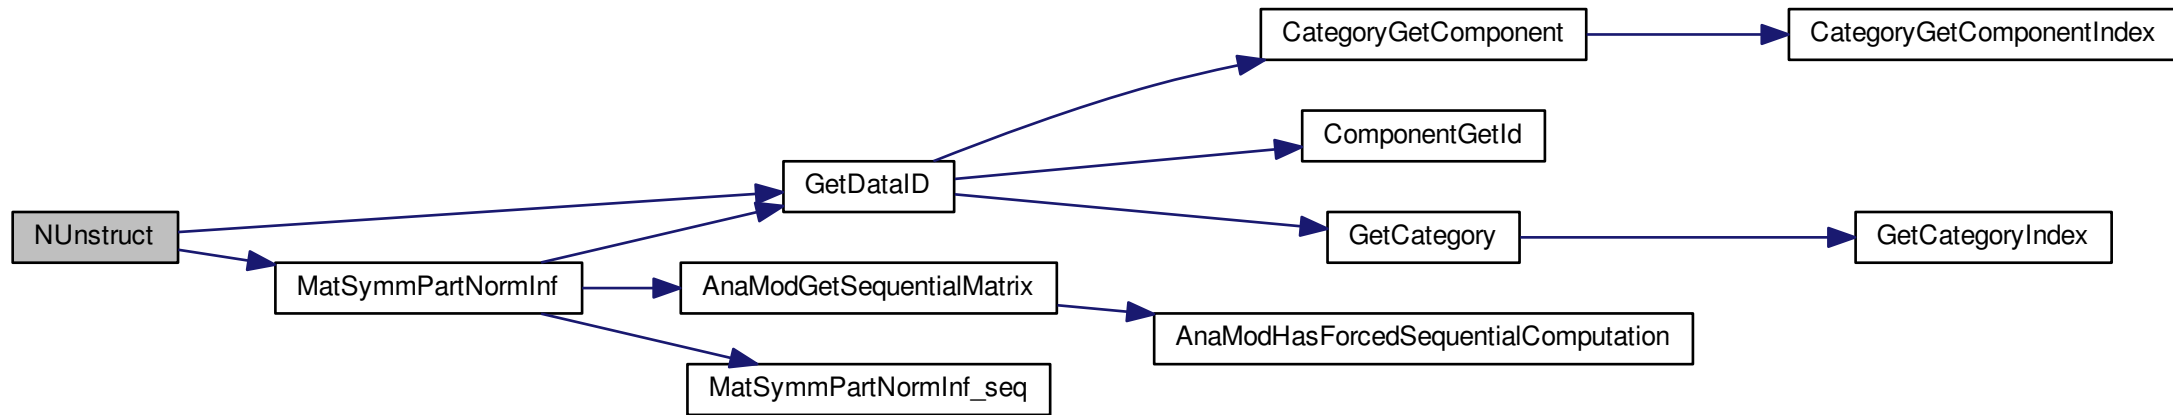 CategoryGetComponent
CategoryGetComponentIndex
ComponentGetId
GetDataID
NUnstruct
GetCategory
GetCategoryIndex
MatSymmPartNormInf
AnaModGetSequentialMatrix
AnaModHasForcedSequentialComputation
MatSymmPartNormInf_seq